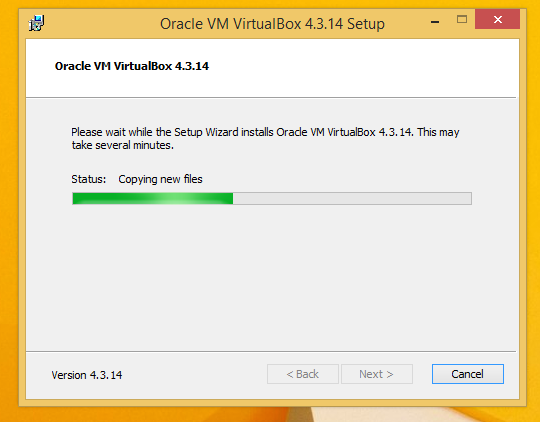 Oracle VM VirtualBox 4.3.14 Setup
Oracle VM VirtualBox 4.3.14
Please wait while the Setup Wizard installs Oracle VM VirtualBox 4.3.14. This may
take several minutes.
Status: Copying new files
Version 4.3.14
< Back Next > Cancel